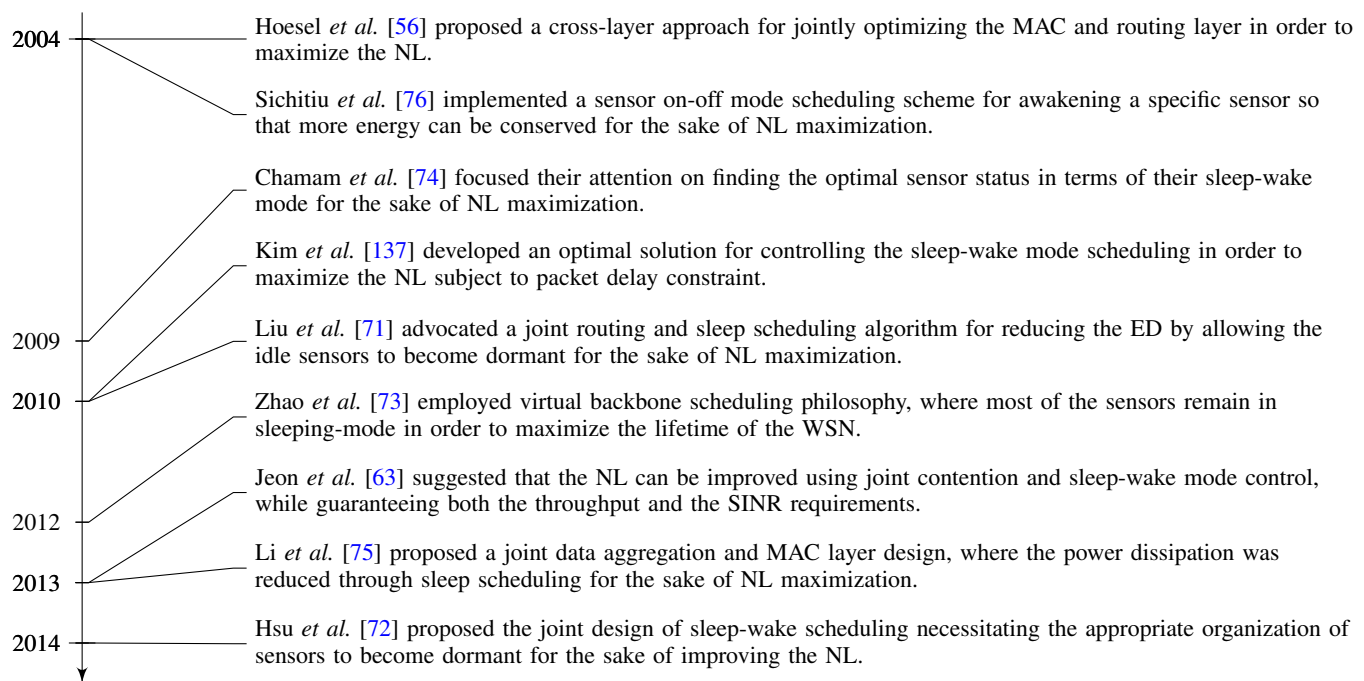 2004
Hoesel et al. [56] proposed a cross-layer approach for jointly optimizing the MAC and routing layer in order to
maximize the NL.
Sichitiu et al. [76] implemented a sensor on-off mode scheduling scheme for awakening a specific sensor so
that more energy can be conserved for the sake of NL maximization.
Chamam et al. [74] focused their attention on finding the optimal sensor status in terms of their sleep-wake
mode for the sake of NL maximization.
Kim et al. [137] developed an optimal solution for controlling the sleep-wake mode scheduling in order to
maximize the NL subject to packet delay constraint.
2009
Liu et al. [71] advocated a joint routing and sleep scheduling algorithm for reducing the ED by allowing the
idle sensors to become dormant for the sake of NL maximization.
2010
Zhao et al. [73] employed virtual backbone scheduling philosophy, where most of the sensors remain in
sleeping-mode in order to maximize the lifetime of the WSN.
Jeon et al. [63] suggested that the NL can be improved using joint contention and sleep-wake mode control,
while guaranteeing both the throughput and the SINR requirements.
2012
Li et al. [75] proposed a joint data aggregation and MAC layer design, where the power dissipation was
reduced through sleep scheduling for the sake of NL maximization.
2013
Hsu et al. [72] proposed the joint design of sleep-wake scheduling necessitating the appropriate organization of
sensors to become dormant for the sake of improving the NL.
2014